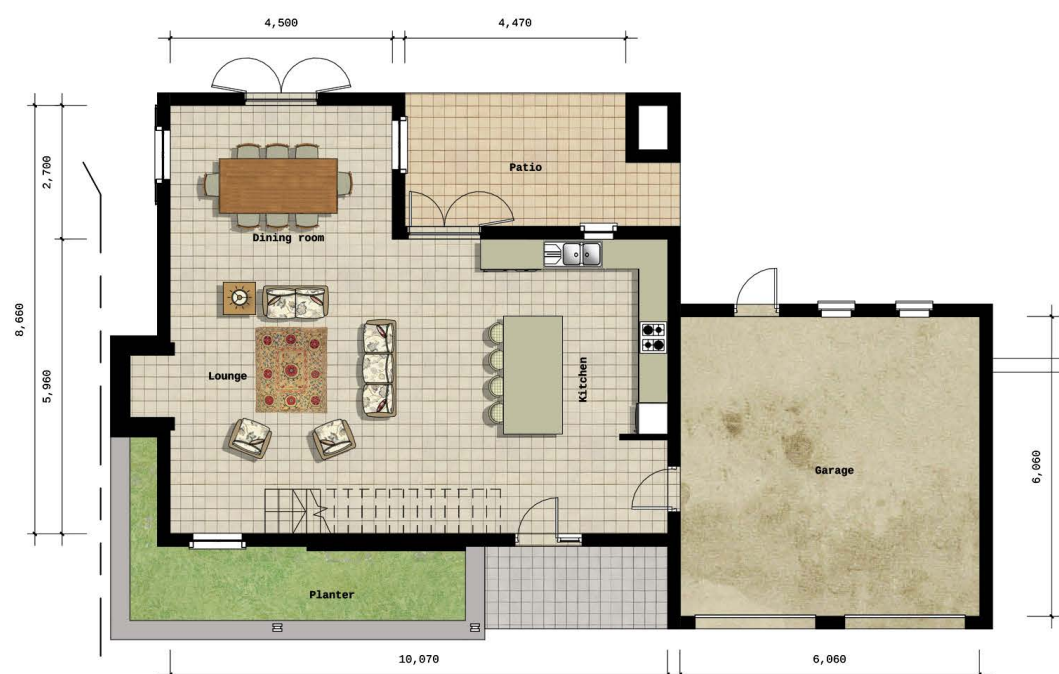 4,500
4,470
2,700
Patio
Dining room
8,660
5,960
Lounge
Kitchen
Garage
6,060
Planter
10,070
6,060